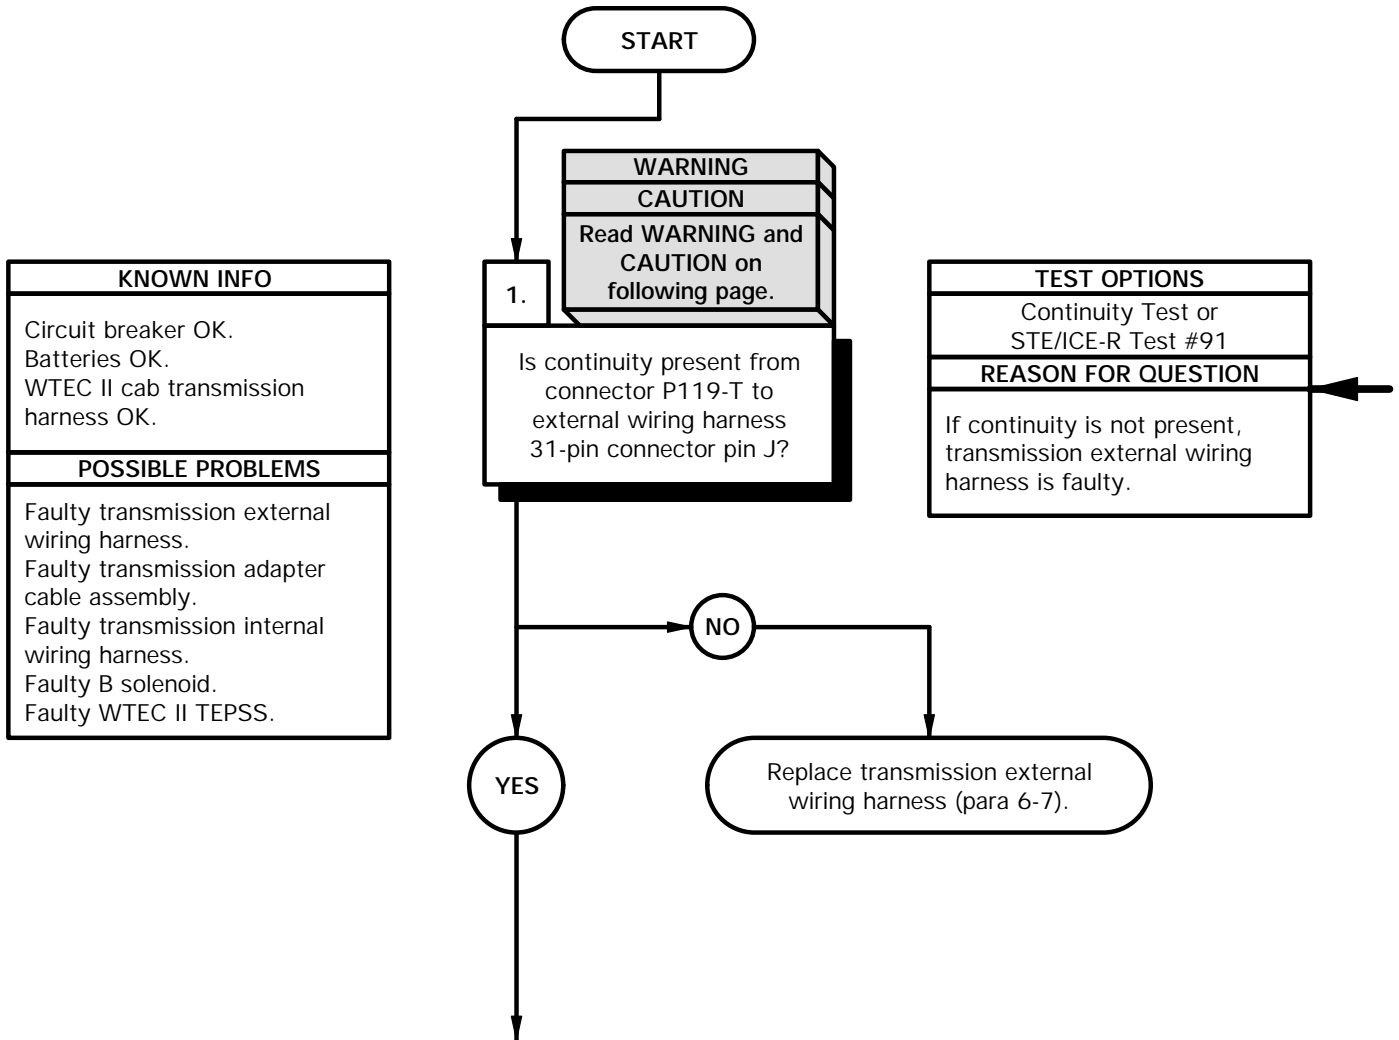 START
WARNING
CAUTION
Read WARNING and
CAUTION on
following page.
KNOWN INFO
Circuit breaker OK.
Batteries OK.
WTEC II cab transmission
harness OK.
POSSIBLE PROBLEMS
Faulty transmission external
wiring harness.
Faulty transmission adapter
cable assembly.
Faulty transmission internal
wiring harness.
Faulty B solenoid.
Faulty WTEC II TEPSS.
1.
Is continuity present from
connector P119-T to
external wiring harness
31-pin connector pin J?
TEST OPTIONS
Continuity Test or
STE/ICE-R Test #91
REASON FOR QUESTION
If continuity is not present,
transmission external wiring
harness is faulty.
NO
YES
Replace transmission external
wiring harness (para 6-7).